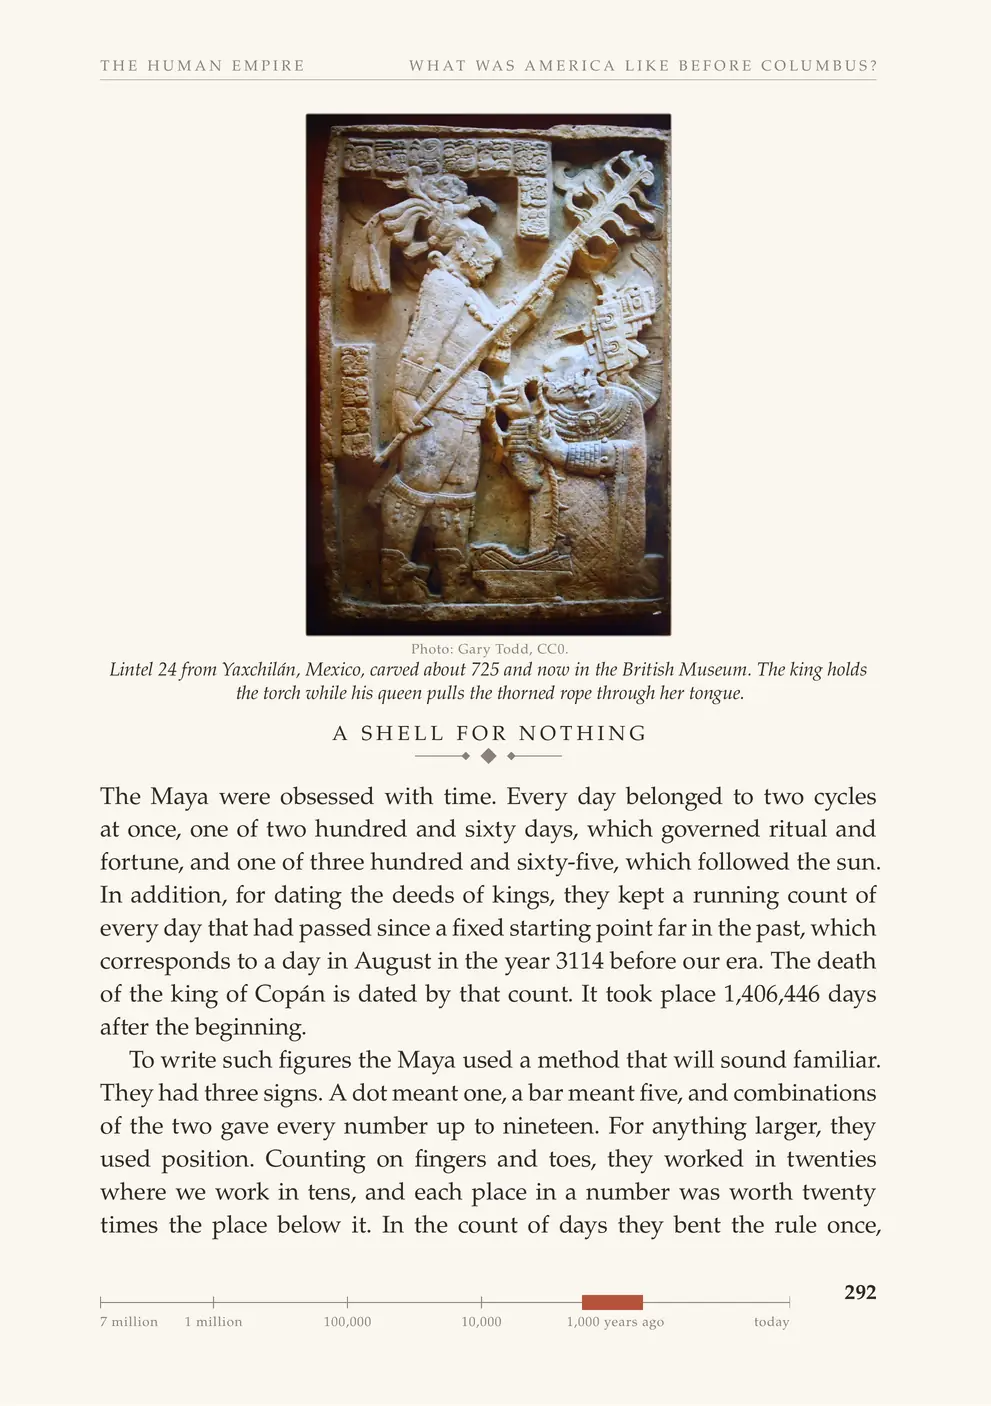 THE HUMAN EMPIRE
WHAT WAS AMERICA LIKE BEFORE COLUMBUS?
Photo: Gary Todd, CC0.
Lintel 24 from Yaxchilán, Mexico, carved about 725 and now in the British Museum. The king holds
the torch while his queen pulls the thorned rope through her tongue.
A SHELL FOR NOTHING
The Maya were obsessed with time. Every day belonged to two cycles
at once, one of two hundred and sixty days, which governed ritual and
fortune, and one of three hundred and sixty-five, which followed the sun.
In addition, for dating the deeds of kings, they kept a running count of
every day that had passed since a fixed starting point far in the past, which
corresponds to a day in August in the year 3114 before our era. The death
of the king of Copán is dated by that count. It took place 1,406,446 days
after the beginning.
To write such figures the Maya used a method that will sound familiar.
They had three signs. A dot meant one, a bar meant five, and combinations
of the two gave every number up to nineteen. For anything larger, they
used position. Counting on fingers and toes, they worked in twenties
where we work in tens, and each place in a number was worth twenty
times the place below it. In the count of days they bent the rule once,
292
7 million 1 million 100,000 10,000 1,000 years ago today